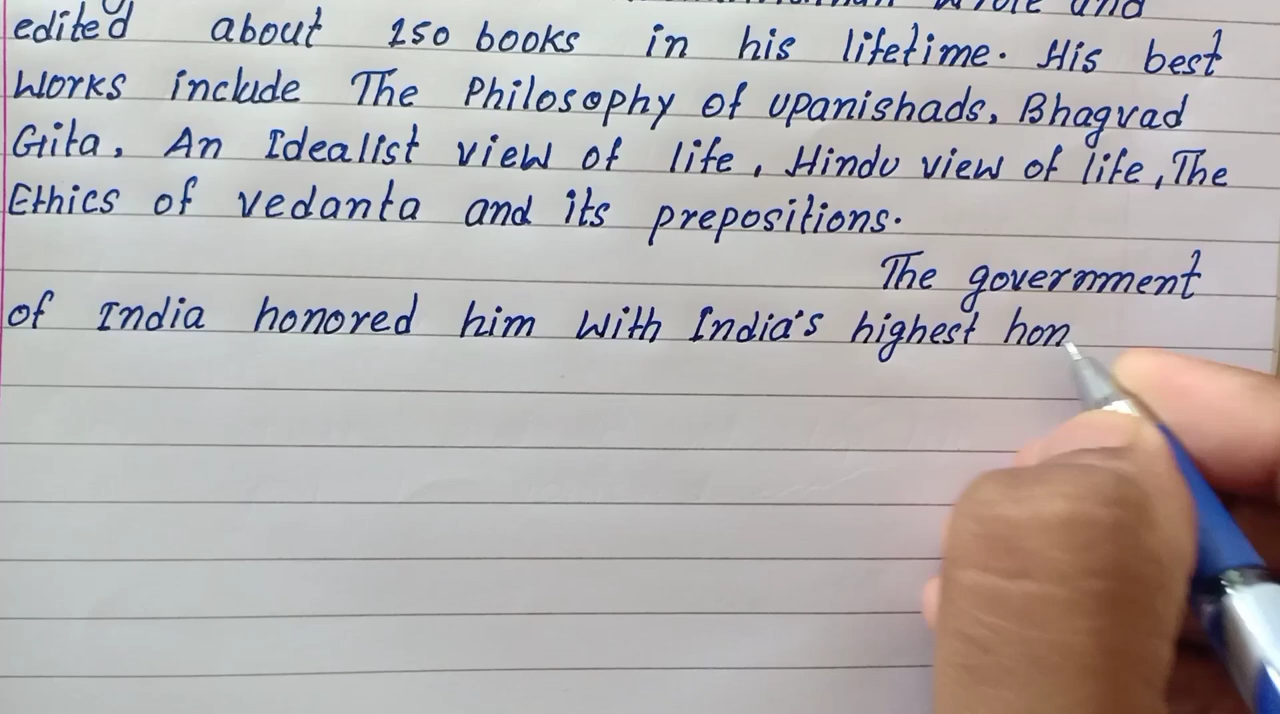 wrote and
edited about 150 books in his lifetime. His best
works include The Philosophy of upanishads, Bhagvad
Gita, An Idealist view of life, Hindu view of life, The
Ethics of vedanta and its prepositions.
The government
of India honored him with India's highest hon